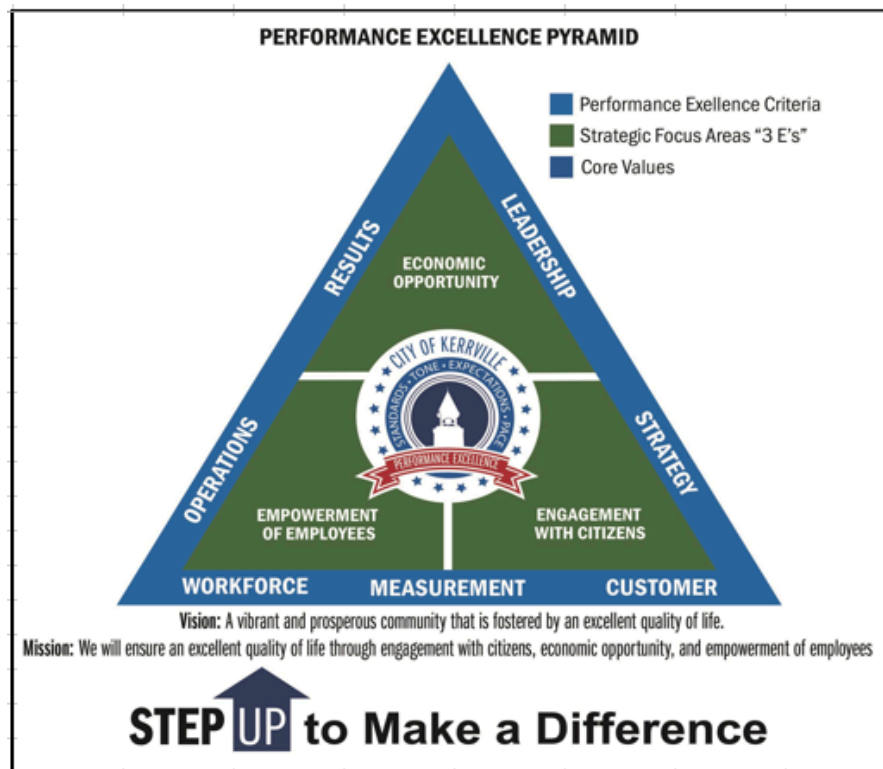 PERFORMANCE EXCELLENCE PYRAMID
Performance Exellence Criteria
Strategic Focus Areas “3 E's”
Core Values
RESULTS
LEADERSHIP
ECONOMIC
OPPORTUNITY
CITY OF KERRVILLE
STANDARDS • TONE • EXPECTATIONS • PACE
PERFORMANCE EXCELLENCE
OPERATIONS
STRATEGY
EMPOWERMENT
OF EMPLOYEES
ENGAGEMENT
WITH CITIZENS
WORKFORCE MEASUREMENT CUSTOMER
Vision: A vibrant and prosperous community that is fostered by an excellent quality of life.
Mission: We will ensure an excellent quality of life through engagement with citizens, economic opportunity, and empowerment of employees
STEP UP to Make a Difference